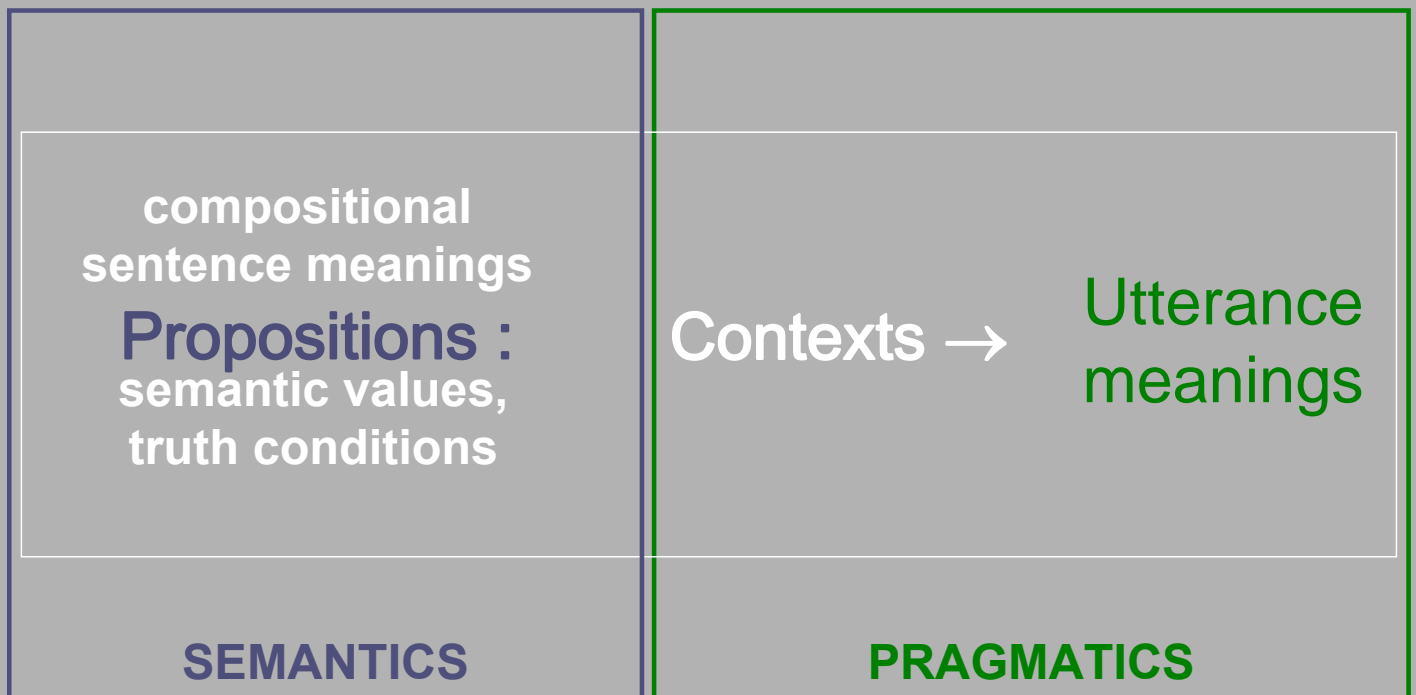 compositional
sentence meanings
Propositions :
semantic values,
truth conditions
Contexts →
Utterance
meanings
SEMANTICS
PRAGMATICS